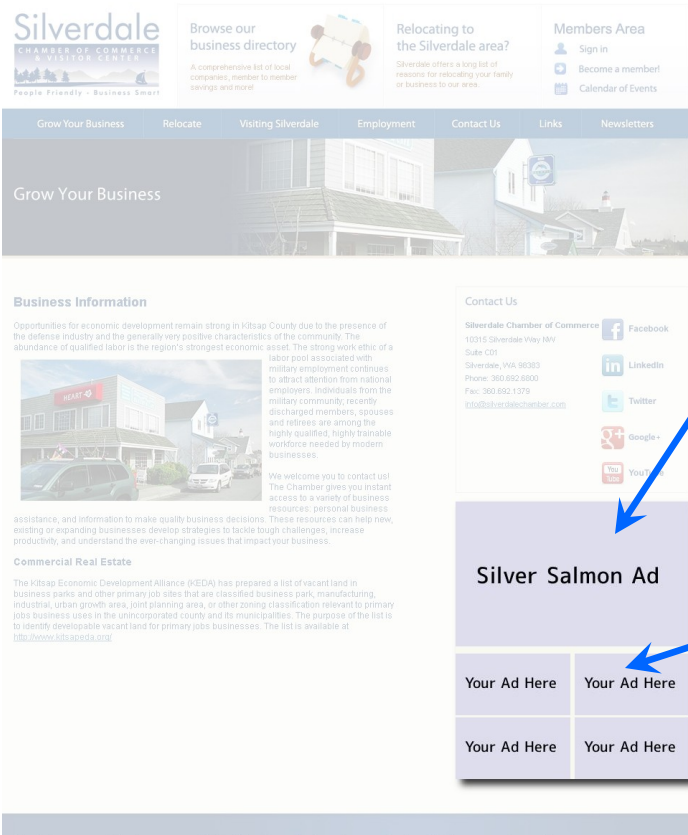 Silverdale
CHAMBER OF COMMERCE
& VISITOR CENTER
People Friendly - Business Smart
Browse our
business directory
A comprehensive list of local
companies, member to member
savings and more!
Relocating to
the Silverdale area?
Silverdale offers a long list of
reasons for relocating your family
or business to our area.
Members Area
Sign in
Become a member!
Calendar of Events
Grow Your Business Relocate Visiting Silverdale Employment Contact Us Links Newsletters
Grow Your Business
Business Information
Opportunities for economic development remain strong in Kitsap County due to the presence of
the defense industry and the generally very positive characteristics of the community. The
abundance of qualified labor is the region's strongest economic asset. The strong work ethic of a
labor pool associated with
military employment continues
to attract attention from national
employers. Individuals from the
military community; recently
discharged members, spouses
and retirees are among the
highly qualified, highly trainable
workforce needed by modern
businesses.
HEART
We welcome you to contact us!
The Chamber gives you instant
access to a variety of business
resources: personal business
assistance, and information to make quality business decisions. These resources can help new,
existing or expanding businesses develop strategies to tackle tough challenges, increase
productivity, and understand the ever-changing issues that impact your business.
Commercial Real Estate
The Kitsap Economic Development Alliance (KEDA) has prepared a list of vacant land in
business parks and other primary job sites that are classified business park, manufacturing,
industrial, urban growth area, joint planning area, or other zoning classification relevant to primary
jobs business uses in the unincorporated county and its municipalities. The purpose of the list is
to identify developable vacant land for primary jobs businesses. The list is available at
http://www.kitsapeda.org/
Contact Us
Silverdale Chamber of Commerce
10315 Silverdale Way NW
Suite C01
Silverdale, WA 98383
Phone: 360.692.6800
Fax: 360.692.1379
info@silverdalechamber.com
Facebook
LinkedIn
Twitter
Google+
You
Tube
YouTube
Silver Salmon Ad
Your Ad Here Your Ad Here
Your Ad Here Your Ad Here